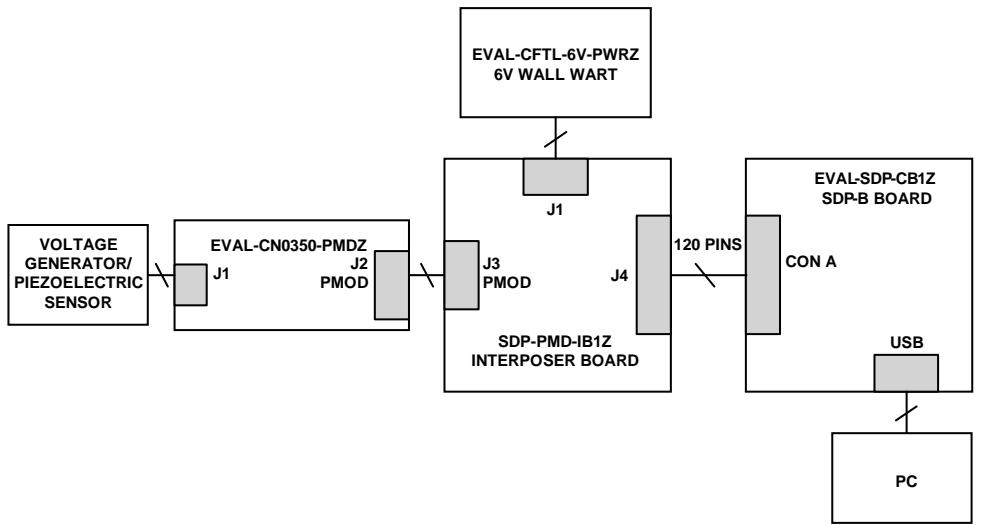 EVAL-CFTL-6V-PWRZ
6V WALL WART
J1
EVAL-SDP-CB1Z
SDP-B BOARD
VOLTAGE
GENERATOR/
PIEZOELECTRIC
SENSOR
EVAL-CN0350-PMDZ
J1
J2
PMOD
J3
PMOD
J4
120 PINS
CON A
SDP-PMD-IB1Z
INTERPOSER BOARD
USB
PC